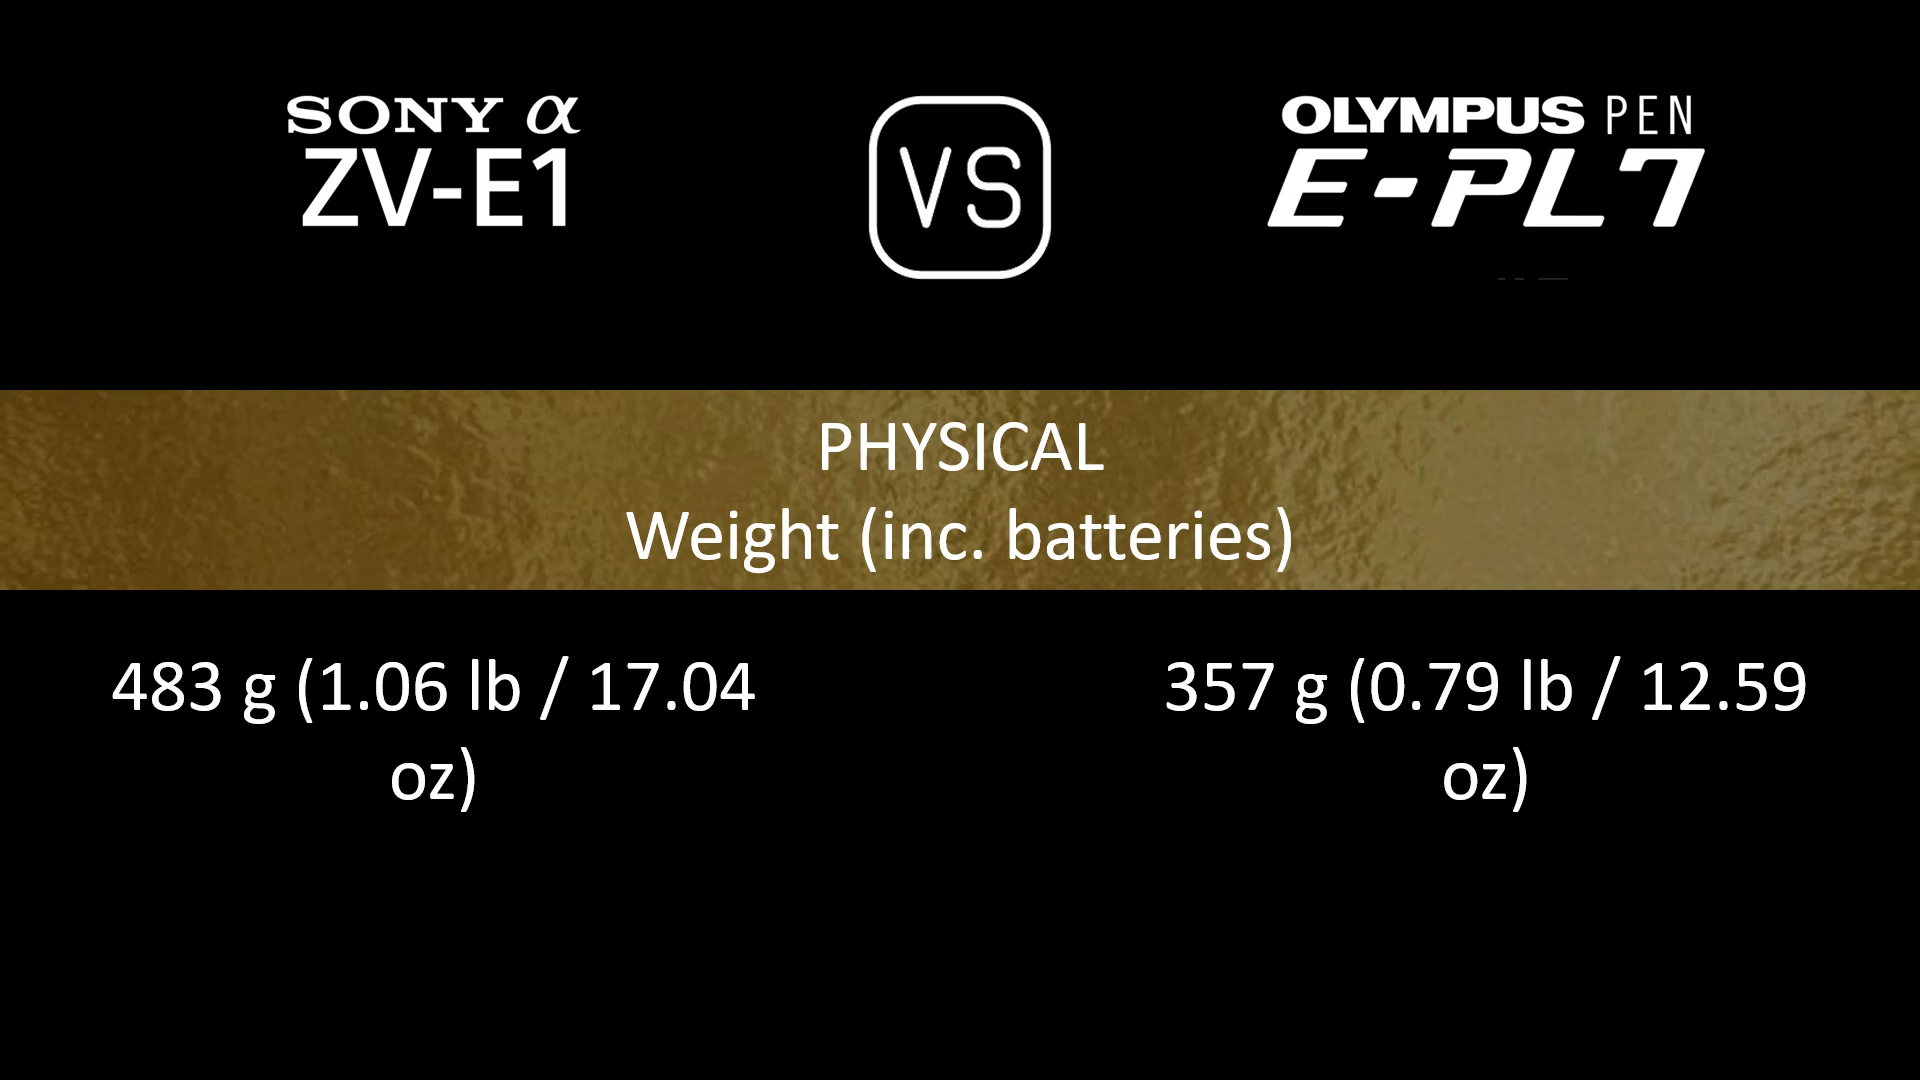 SONY α
ZV-E1
VS
OLYMPUS PEN
E-PL7
PHYSICAL
Weight (inc. batteries)
483 g (1.06 lb / 17.04
oz)
357 g (0.79 lb / 12.59
oz)